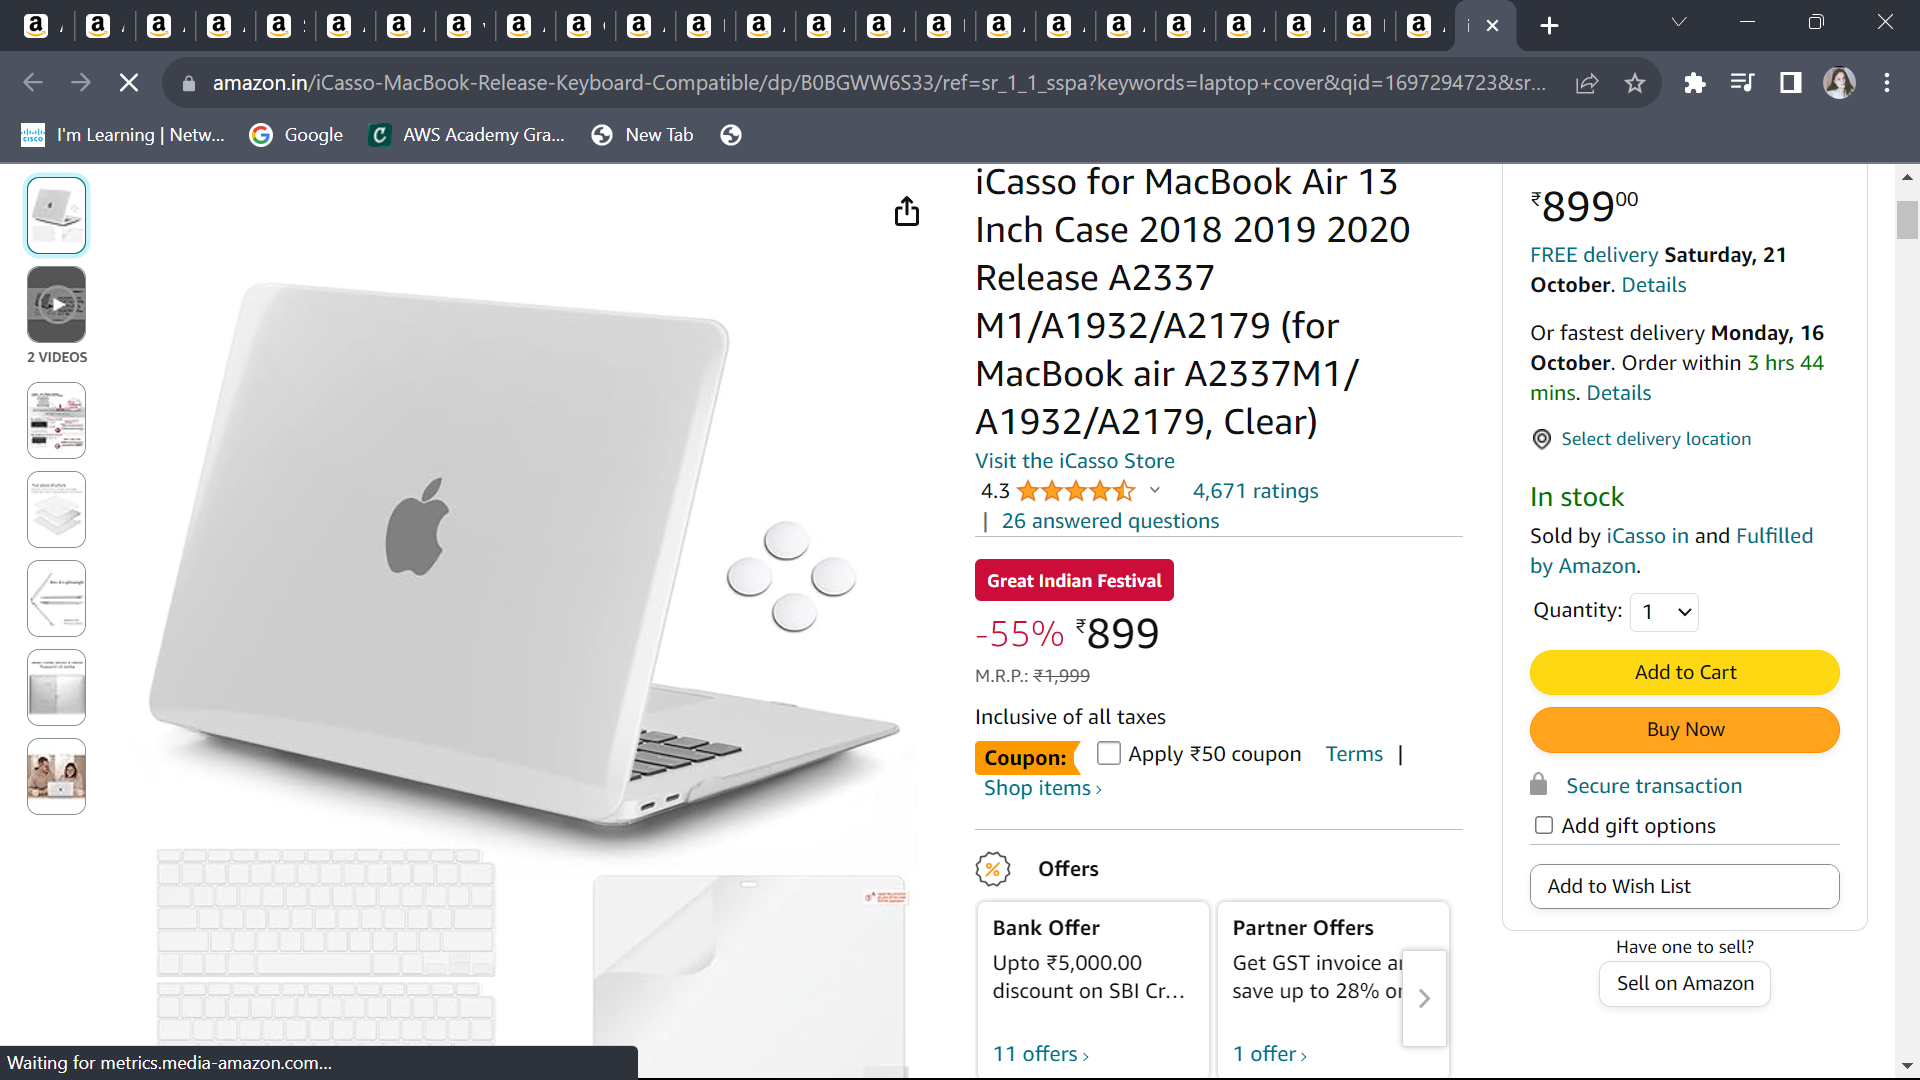 amazon.in/iCasso-MacBook-Release-Keyboard-Compatible/dp/B0BGWW6S33/ref=sr_1_1_sspa?keywords=laptop+cover&qid=1697294723&sr...
I'm Learning | Netw...
Google
AWS Academy Gra...
New Tab
2 VIDEOS
iCasso for MacBook Air 13
Inch Case 2018 2019 2020
Release A2337
M1/A1932/A2179 (for
MacBook air A2337M1/
A1932/A2179, Clear)
Visit the iCasso Store
4.3
4,671 ratings
| 26 answered questions
Great Indian Festival
-55% ₹899
M.R.P.: ₹1,999
Inclusive of all taxes
Coupon: Apply ₹50 coupon Terms |
Shop items ›
Offers
Bank Offer
Upto ₹5,000.00
discount on SBI Cr...
11 offers ›
Partner Offers
Get GST invoice
save up to 28%
1 offer ›
₹89900
FREE delivery Saturday, 21
October. Details
Or fastest delivery Monday, 16
October. Order within 3 hrs 44
mins. Details
Select delivery location
In stock
Sold by iCasso in and Fulfilled
by Amazon.
Quantity: 1
Add to Cart
Buy Now
Secure transaction
Add gift options
Add to Wish List
Have one to sell?
Sell on Amazon
Waiting for metrics.media-amazon.com...